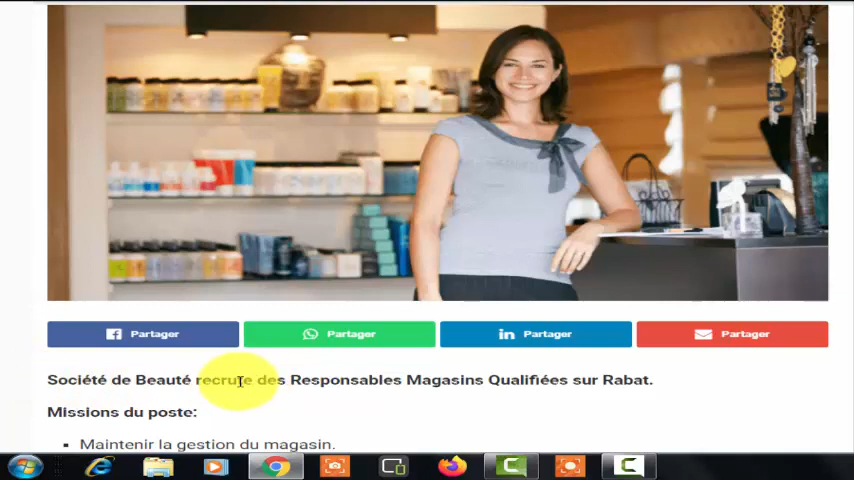 Partager
Partager
Partager
Partager
Société de Beauté recrute des Responsables Magasins Qualifiées sur Rabat.
Missions du poste:
Maintenir la gestion du magasin.